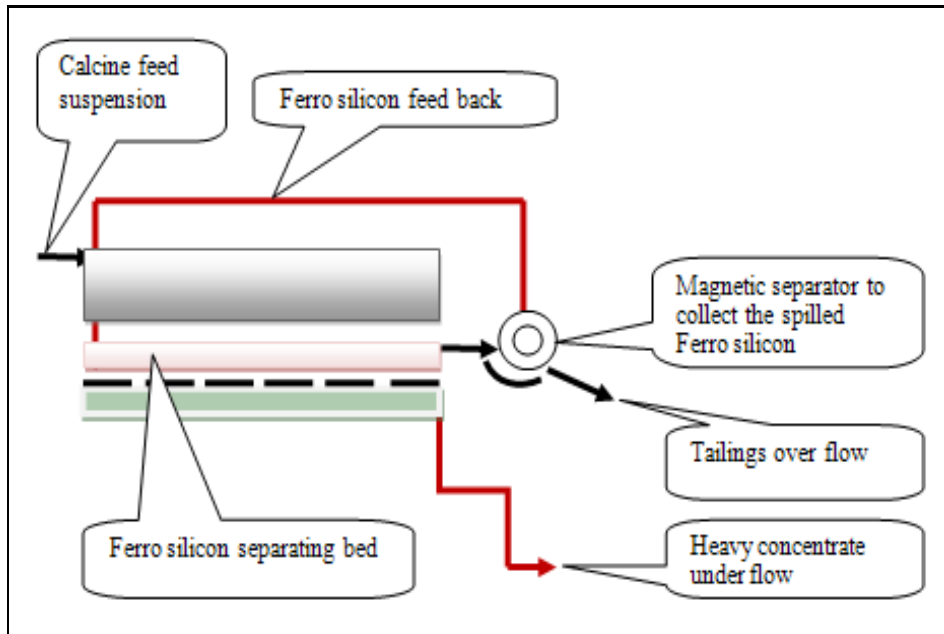 Calcine feed
suspension
Ferro silicon feed back
Magnetic separator to
collect the spilled
Ferro silicon
Tailings over flow
Ferro silicon separating bed
Heavy concentrate
under flow